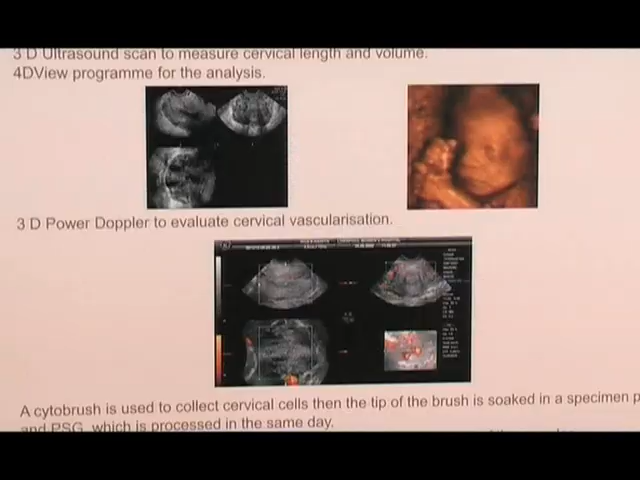 3 D Ultrasound scan to measure cervical length and volume.
4DView programme for the analysis.
3 D Power Doppler to evaluate cervical vascularisation.
A cytobrush is used to collect cervical cells then the tip of the brush is soaked in a specimen p
and PSG, which is processed in the same day.